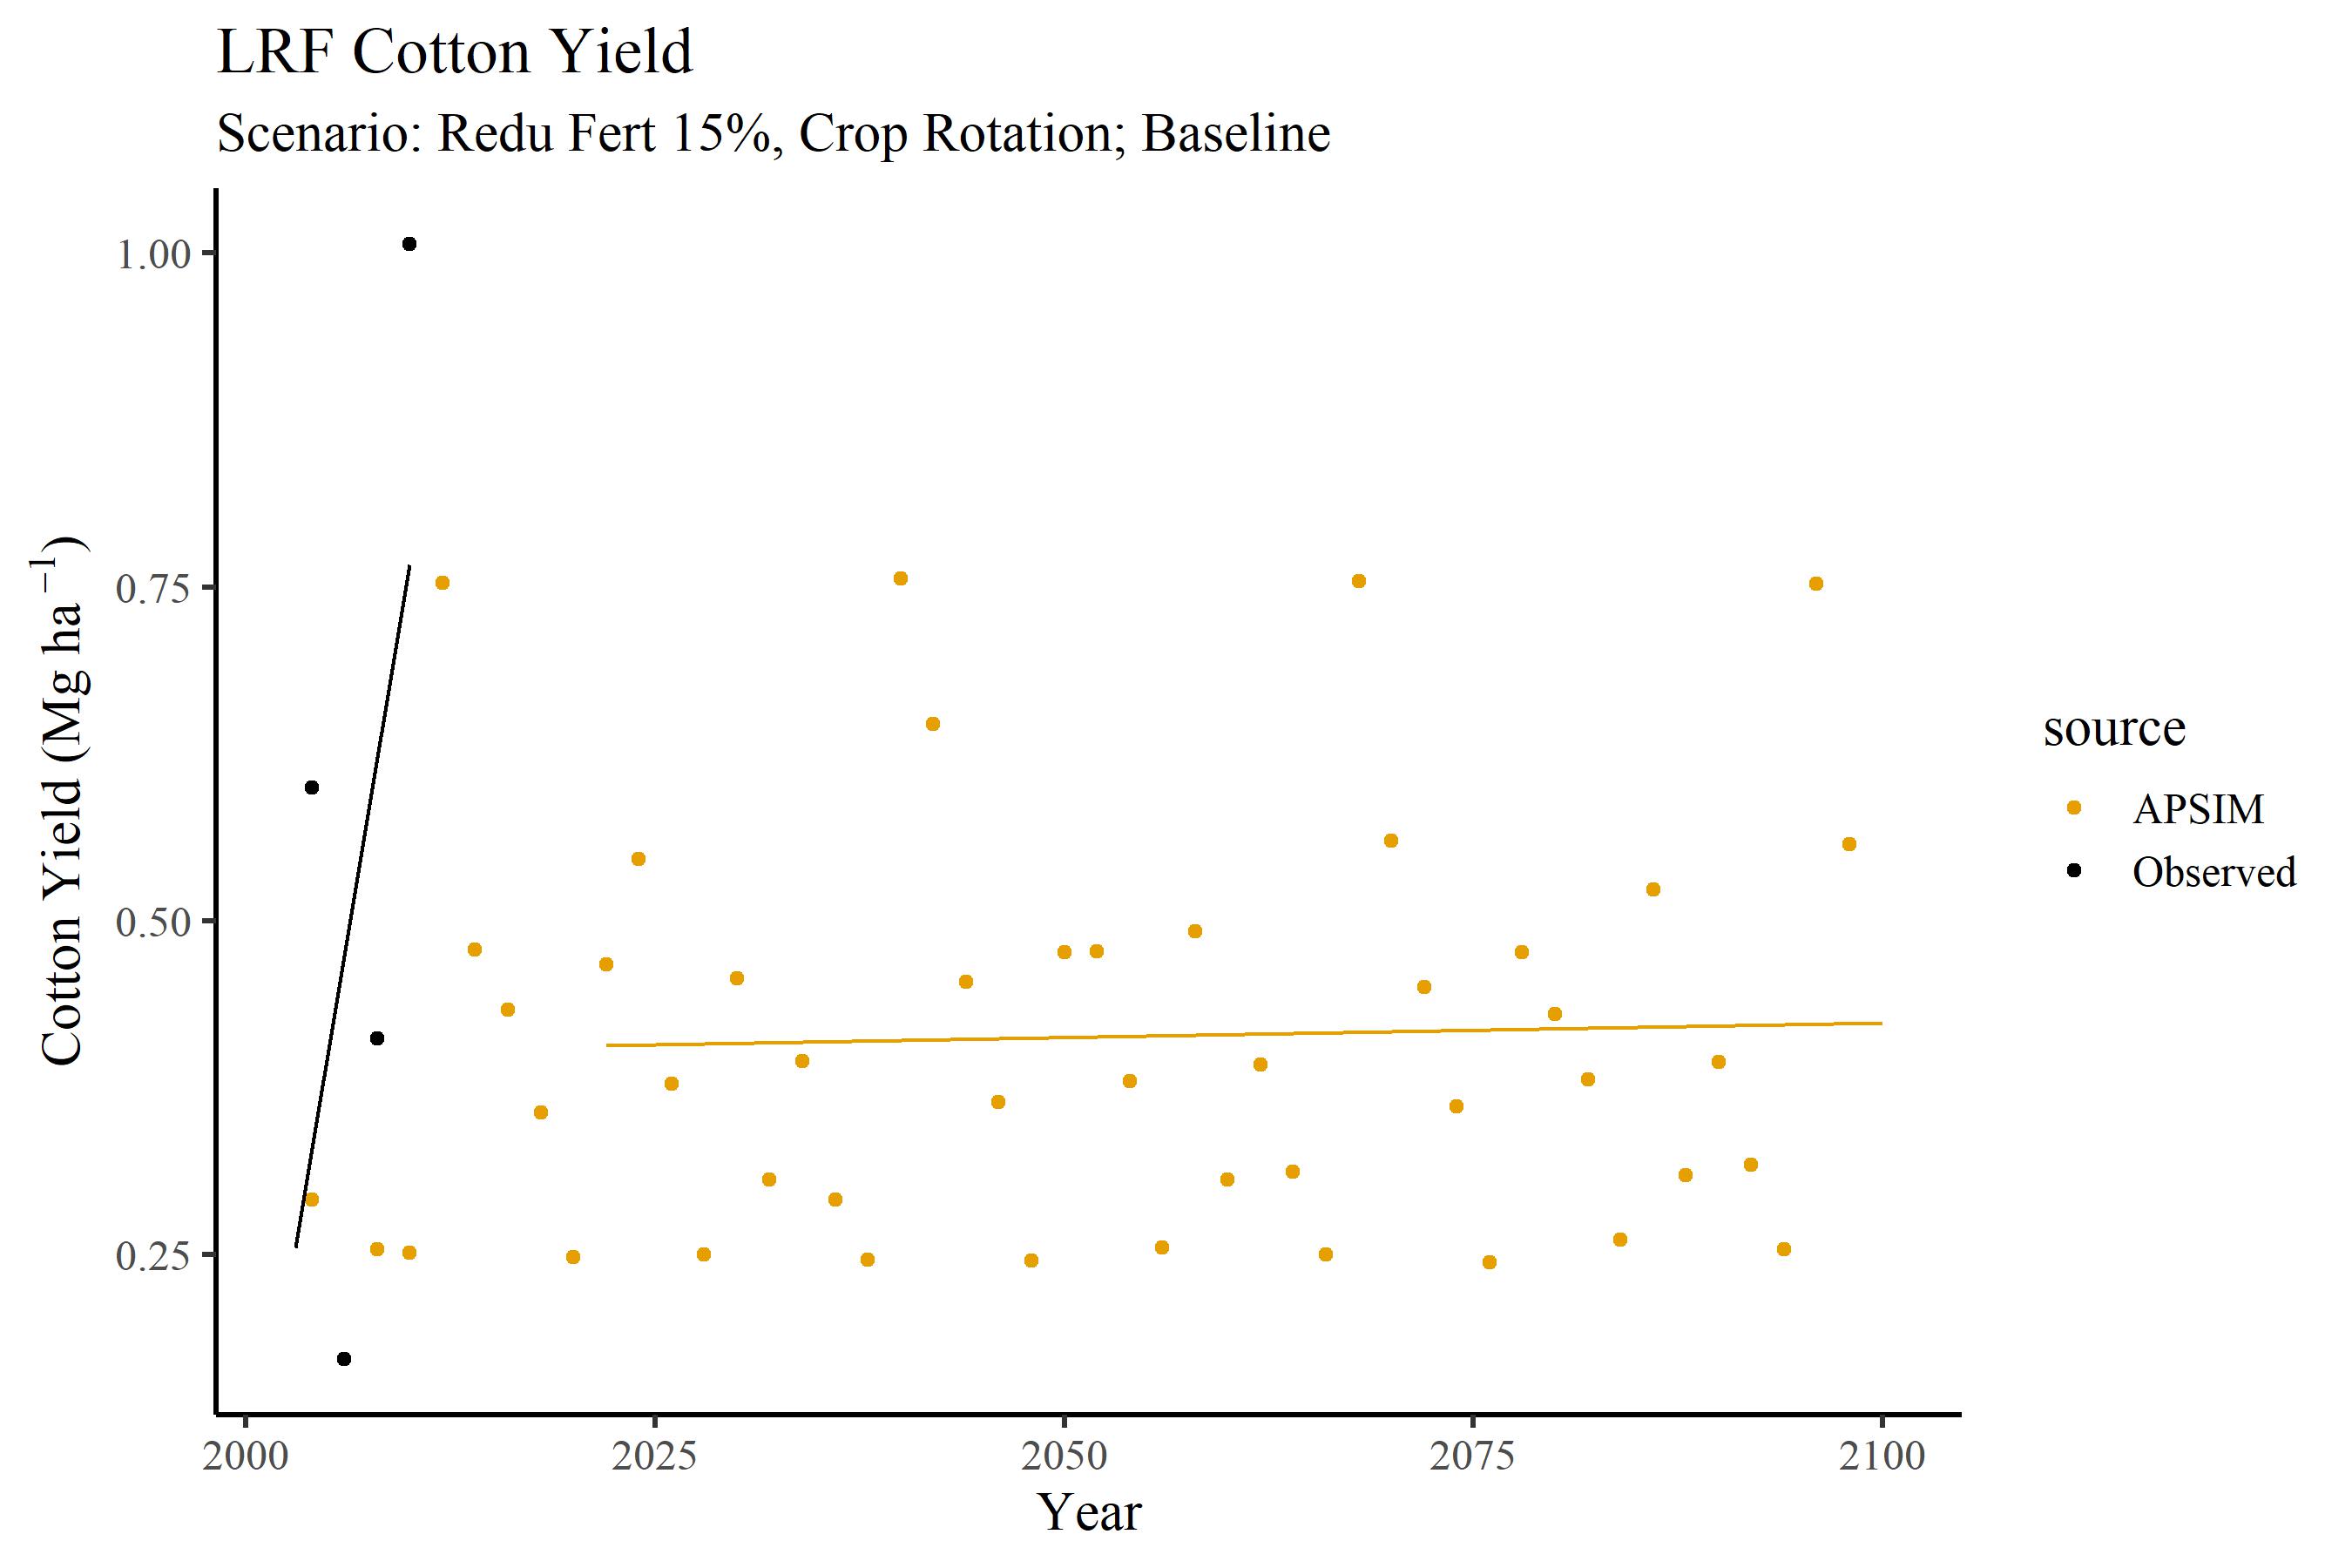 LRF Cotton Yield
Scenario: Redu Fert 15%, Crop Rotation; Baseline
Cotton Yield (Mg ha⁻¹)
1.00
0.75
0.50
0.25
2000 2025 2050 2075 2100
Year
source
APSIM
Observed